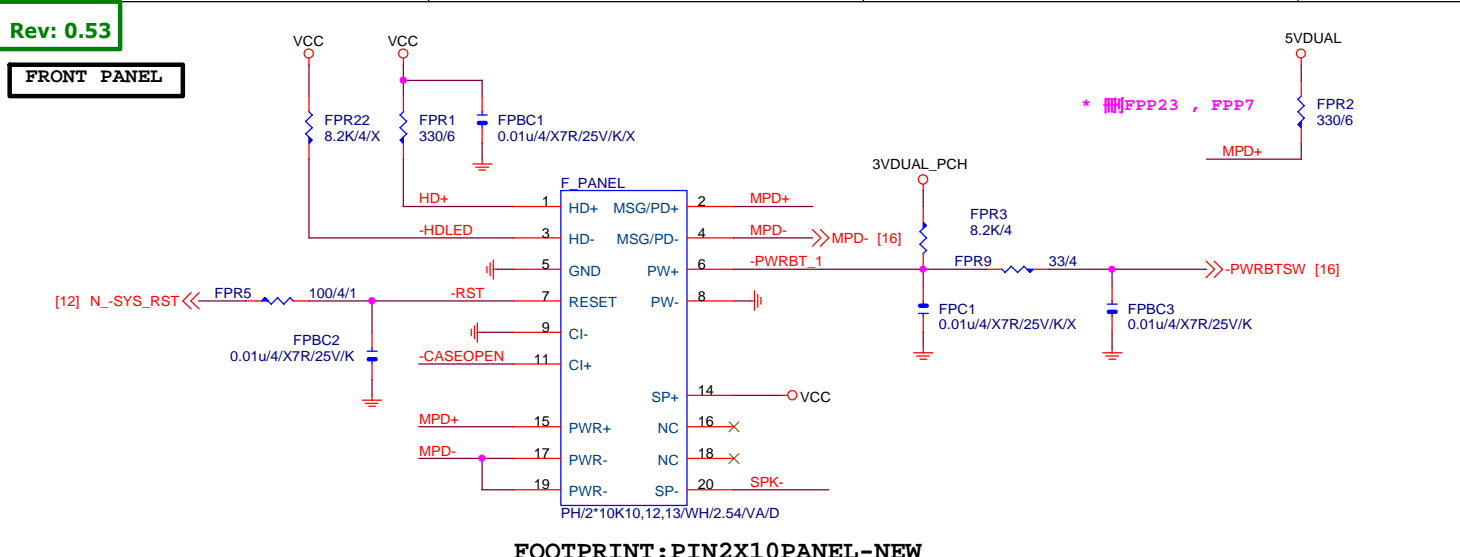 Rev: 0.53
FRONT PANEL
VCC
VCC
5VDUAL
FPR22
8.2K/4/X
FPR1
330/6
FPBC1
0.01u/4/X7R/25V/K/X
* 刪FPP23 , FPP7
FPR2
330/6
MPD+
3VDUAL_PCH
FPR3
8.2K/4
F_PANEL
HD+ 1 HD+ MSG/PD+ 2 MPD+
-HDLED 3 HD- MSG/PD- 4 MPD- MPD- [16]
5 GND PW+ 6 -PWRBT_1 FPR9 33/4 -PWRBTSW [16]
[12] N_-SYS_RST FPR5 100/4/1 -RST 7 RESET PW- 8
FPC1
0.01u/4/X7R/25V/K/X
FPBC3
0.01u/4/X7R/25V/K
FPBC2
0.01u/4/X7R/25V/K
9 CI-
-CASEOPEN 11 CI+
SP+ 14 VCC
MPD+ 15 PWR+ NC 16
MPD- 17 PWR- NC 18
19 PWR- SP- 20 SPK-
PH/2*10K10,12,13/WH/2.54/VA/D
FOOTPRINT:PIN2X10PANEL-NEW